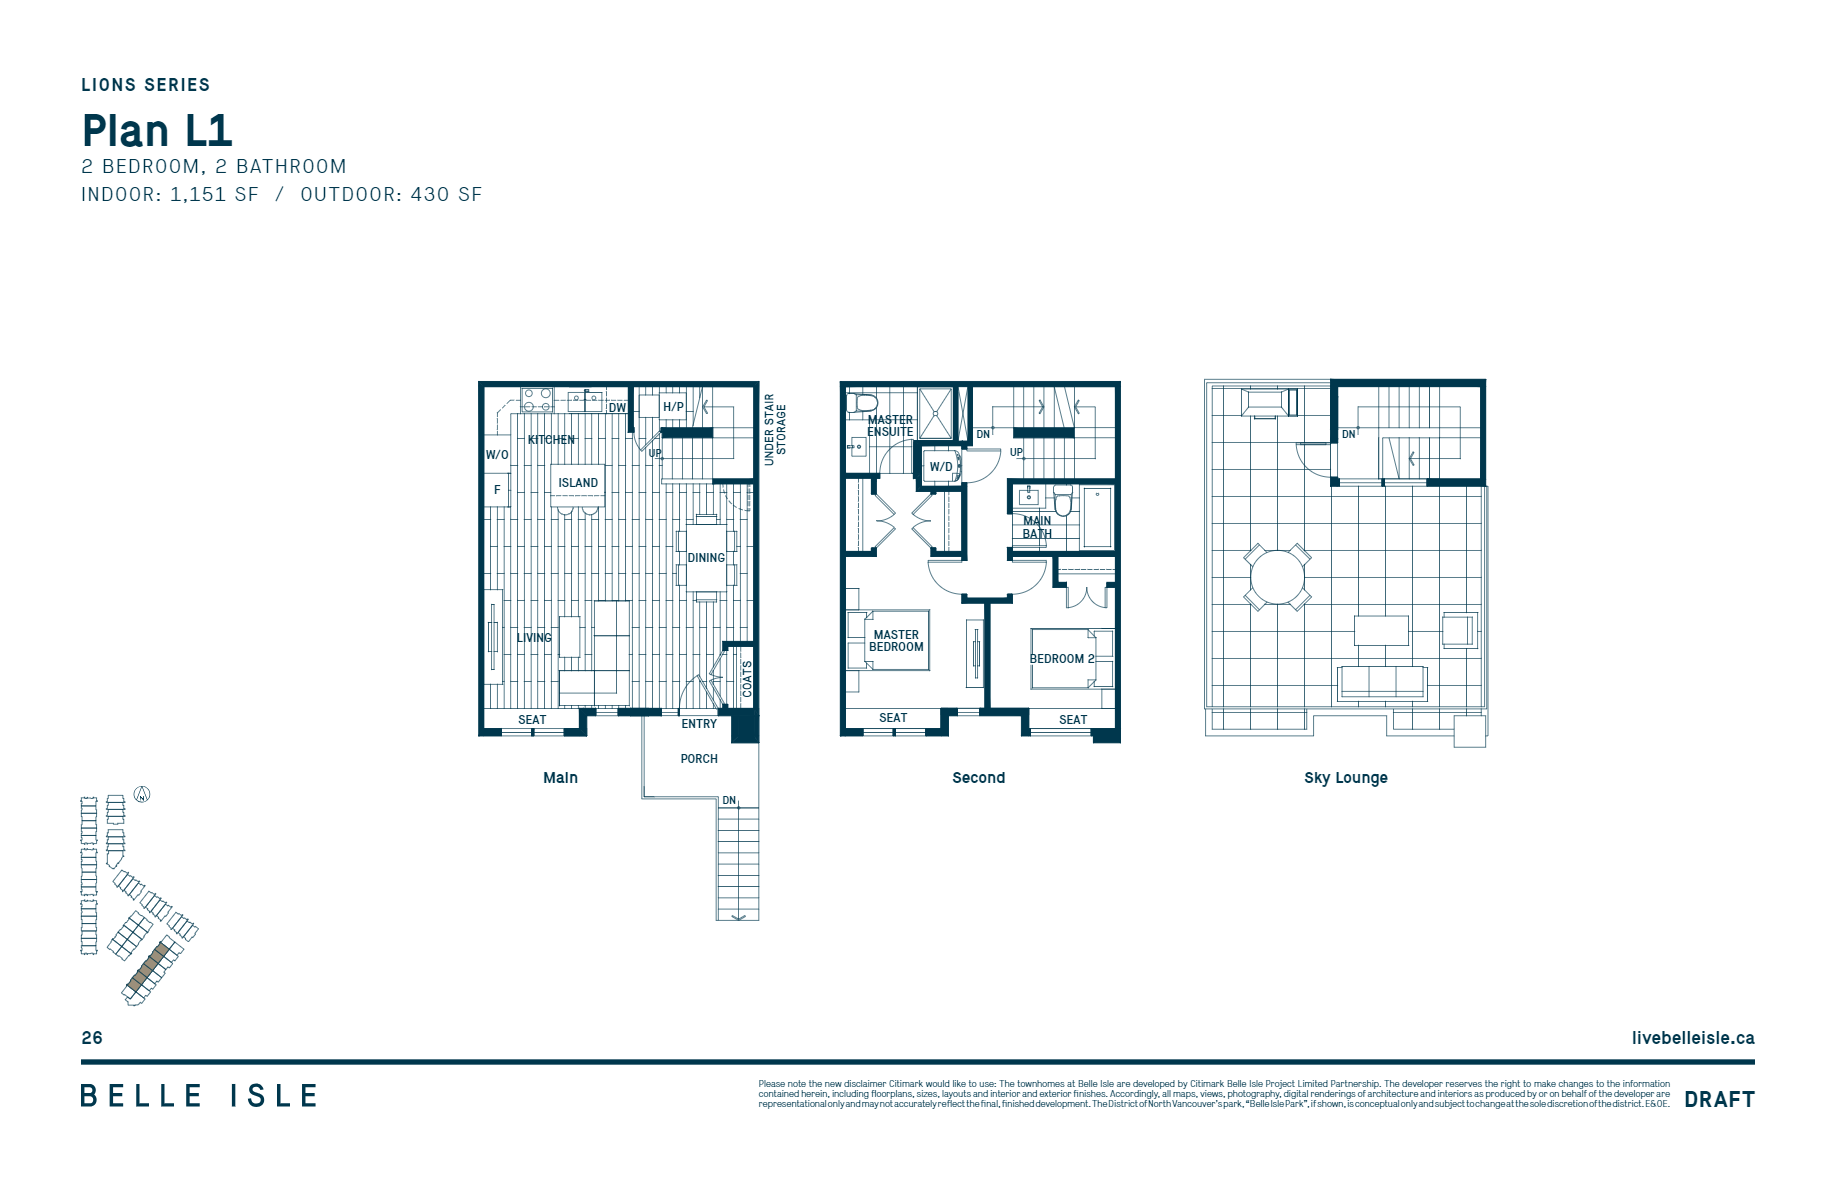 LIONS SERIES
Plan L1
2 BEDROOM, 2 BATHROOM
INDOOR: 1,151 SF / OUTDOOR: 430 SF
DW
H/P
KITCHEN
W/O
UP
F
ISLAND
UNDER STAIR
STORAGE
DINING
LIVING
COATS
SEAT
ENTRY
PORCH
DN
Main
MASTER
ENSUITE
DN
UP
W/D
MAIN
BATH
MASTER
BEDROOM
BEDROOM 2
SEAT
SEAT
Second
DN
Sky Lounge
N
26
livebelleisle.ca
BELLE ISLE
Please note the new disclaimer Citimark would like to use: The townhomes at Belle Isle are developed by Citimark Belle Isle Project Limited Partnership. The developer reserves the right to make changes to the information
contained herein, including floorplans, sizes, layouts and interior and exterior finishes. Accordingly, all maps, views, photography, digital renderings of architecture and interiors as produced by or on behalf of the developer are
representational only and may not accurately reflect the final, finished development. The District of North Vancouver's park, "Belle Isle Park", if shown, is conceptual only and subject to change at the sole discretion of the district. E&OE.
DRAFT